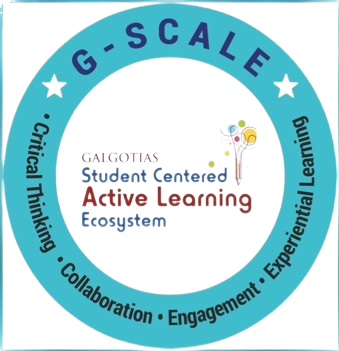 G-SCALE
GALGOTIAS
Student Centered
Active Learning
Ecosystem
• Critical Thinking • Collaboration • Engagement • Experiential Learning